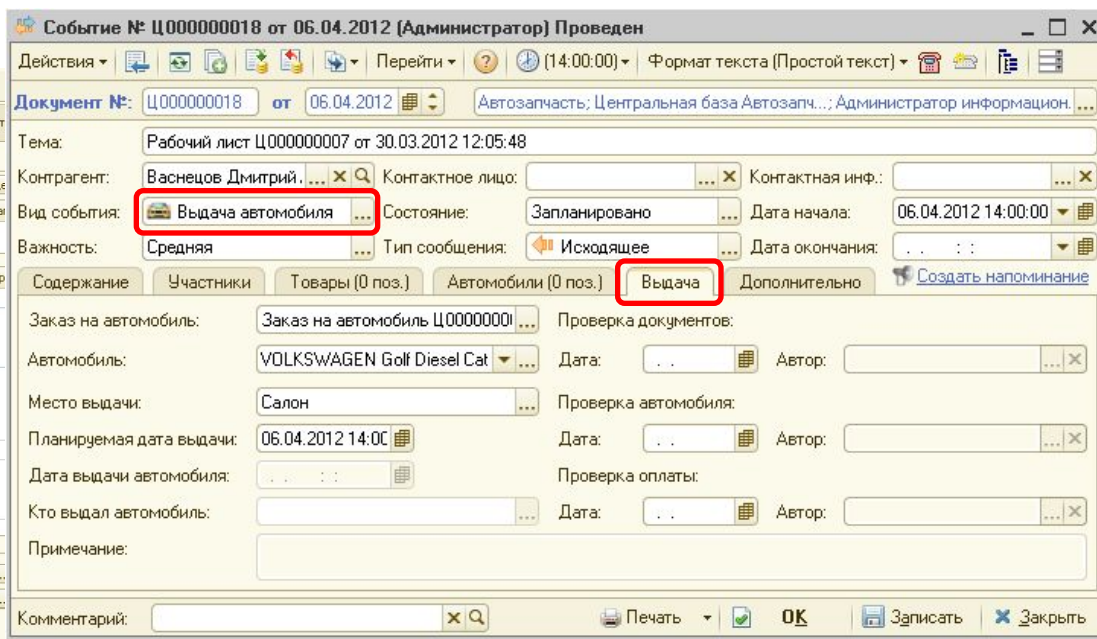 Событие № Ц000000018 от 06.04.2012 (Администратор) Проведен
Действия Перейти (14:00:00) Формат текста (Простой текст)
Документ №: Ц000000018 от 06.04.2012 Автозапчасть; Центральная база Автозапч...; Администратор информацион. ...
Тема: Рабочий лист Ц000000007 от 30.03.2012 12:05:48
Контрагент: Васнецов Дмитрий ... Контактное лицо: ... Контактная инф.: ...
Вид события: Выдача автомобиля ... Состояние: Запланировано ... Дата начала: 06.04.2012 14:00:00
Важность: Средняя ... Тип сообщения: Исходящее ... Дата окончания: . . : :
Содержание Участники Товары (0 поз.) Автомобили (0 поз.) Выдача Дополнительно Создать напоминание
Заказ на автомобиль: Заказ на автомобиль Ц0000000 ... Проверка документов:
Автомобиль: VOLKSWAGEN Golf Diesel Cat ... Дата: . . Автор: ...
Место выдачи: Салон ... Проверка автомобиля:
Планируемая дата выдачи: 06.04.2012 14:00 Дата: . . Автор: ...
Дата выдачи автомобиля: . . : : Проверка оплаты:
Кто выдал автомобиль: ... Дата: . . Автор: ...
Примечание:
Комментарий: Печать OK Записать Закрыть